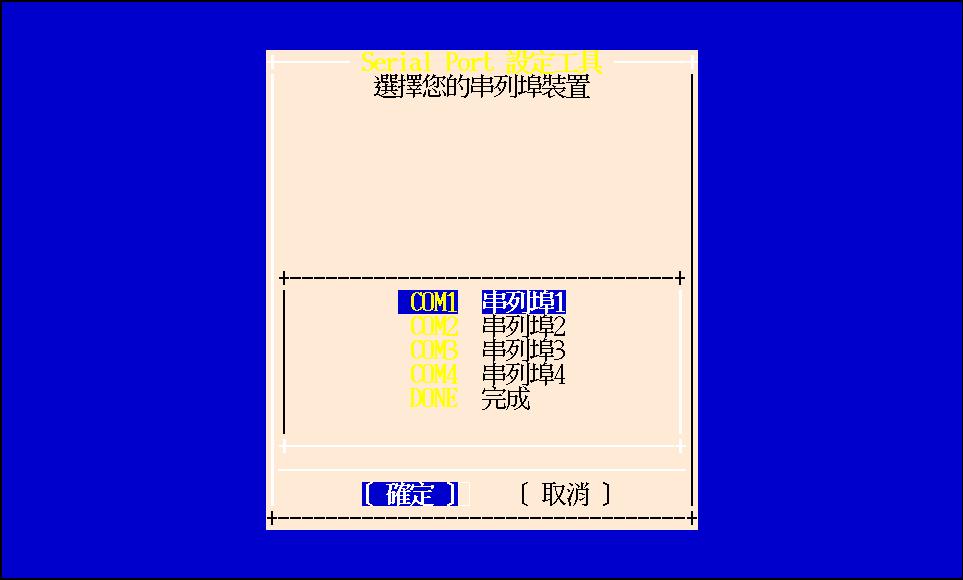 Serial Port 設定工具
選擇您的串列埠裝置
COM1 串列埠1
COM2 串列埠2
COM3 串列埠3
COM4 串列埠4
DONE 完成
[ 確定 ] [ 取消 ]